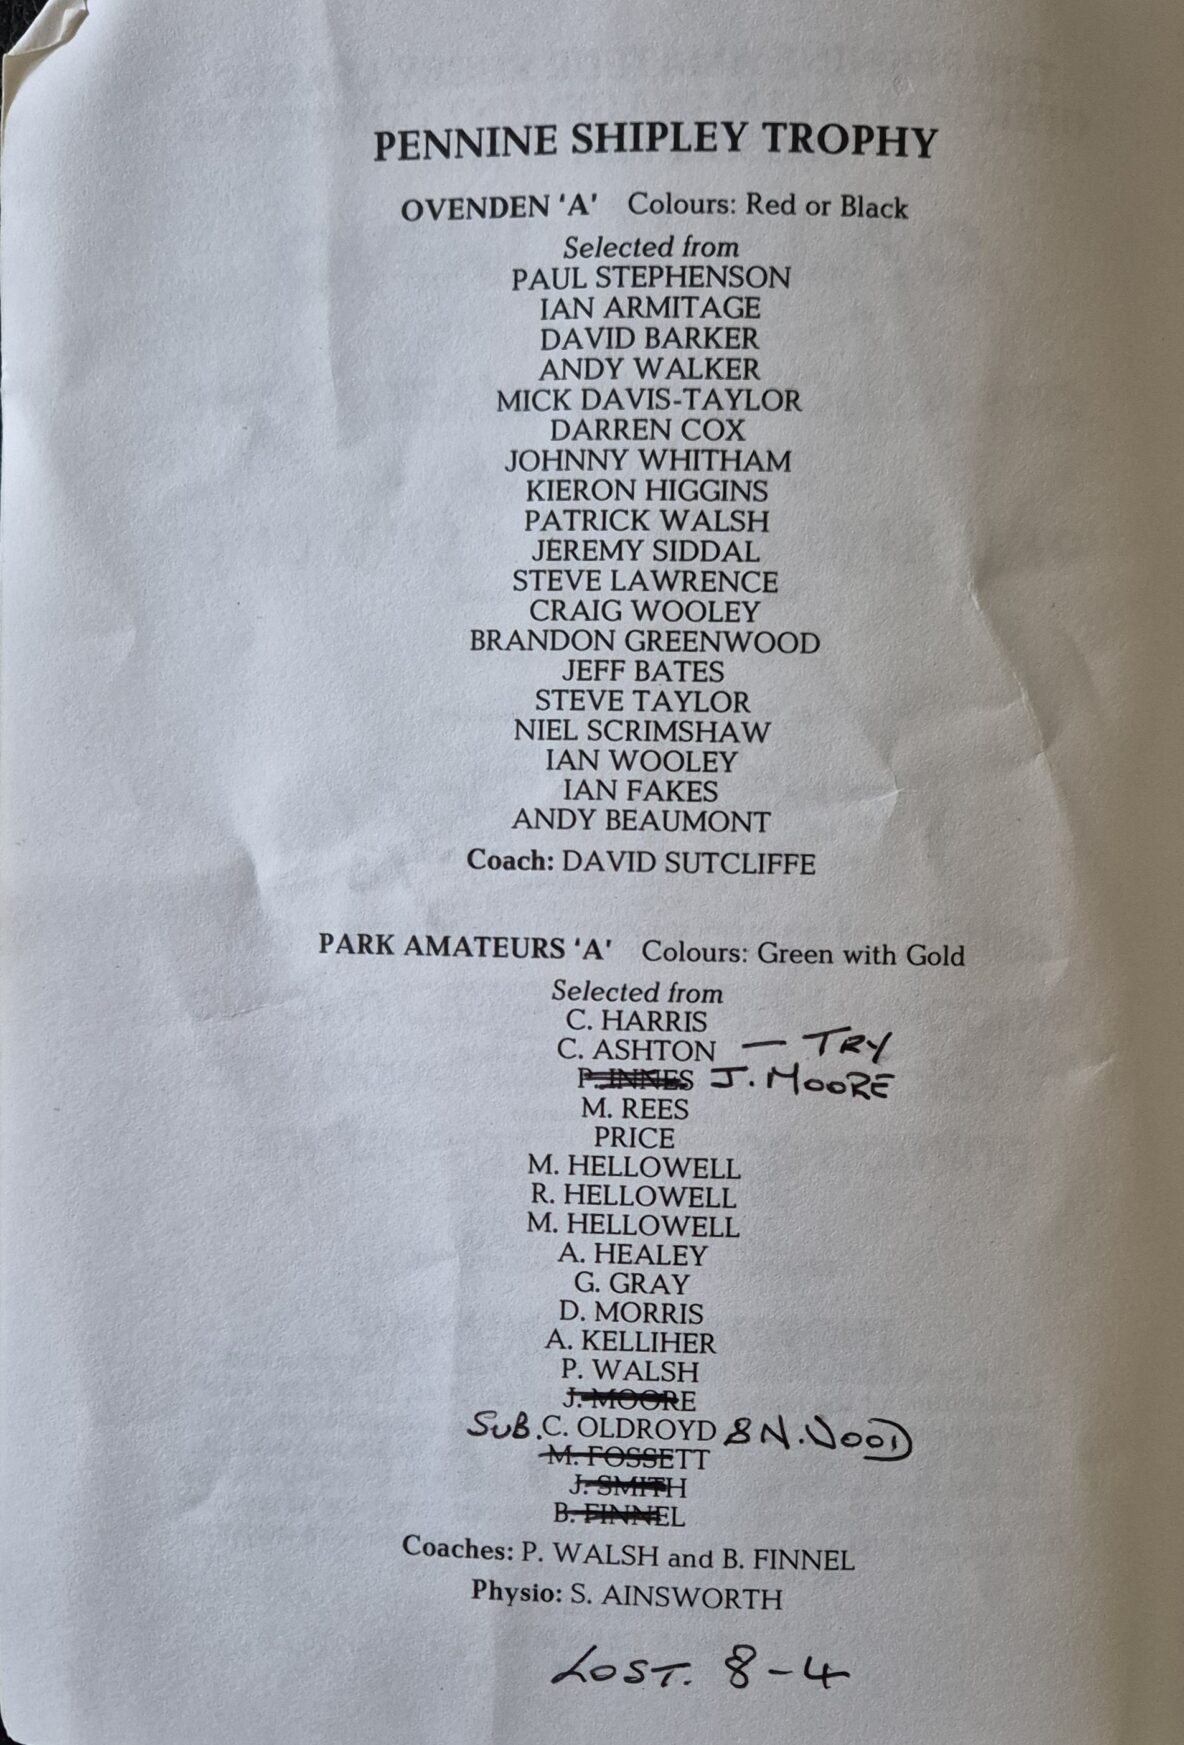 PENNINE SHIPLEY TROPHY
OVENDEN 'A' Colours: Red or Black
Selected from
PAUL STEPHENSON
IAN ARMITAGE
DAVID BARKER
ANDY WALKER
MICK DAVIS-TAYLOR
DARREN COX
JOHNNY WHITHAM
KIERON HIGGINS
PATRICK WALSH
JEREMY SIDDAL
STEVE LAWRENCE
CRAIG WOOLEY
BRANDON GREENWOOD
JEFF BATES
STEVE TAYLOR
NIEL SCRIMSHAW
IAN WOOLEY
IAN FAKES
ANDY BEAUMONT
Coach: DAVID SUTCLIFFE
PARK AMATEURS 'A' Colours: Green with Gold
Selected from
C. HARRIS
C. ASHTON — TRY
P. INNES J. MOORE
M. REES
PRICE
M. HELLOWELL
R. HELLOWELL
M. HELLOWELL
A. HEALEY
G. GRAY
D. MORRIS
A. KELLIHER
P. WALSH
J. MOORE
SUB. C. OLDROYD & N. WOOD
M. FOSSETT
J. SMITH
B. FINNEL
Coaches: P. WALSH and B. FINNEL
Physio: S. AINSWORTH
LOST. 8-4